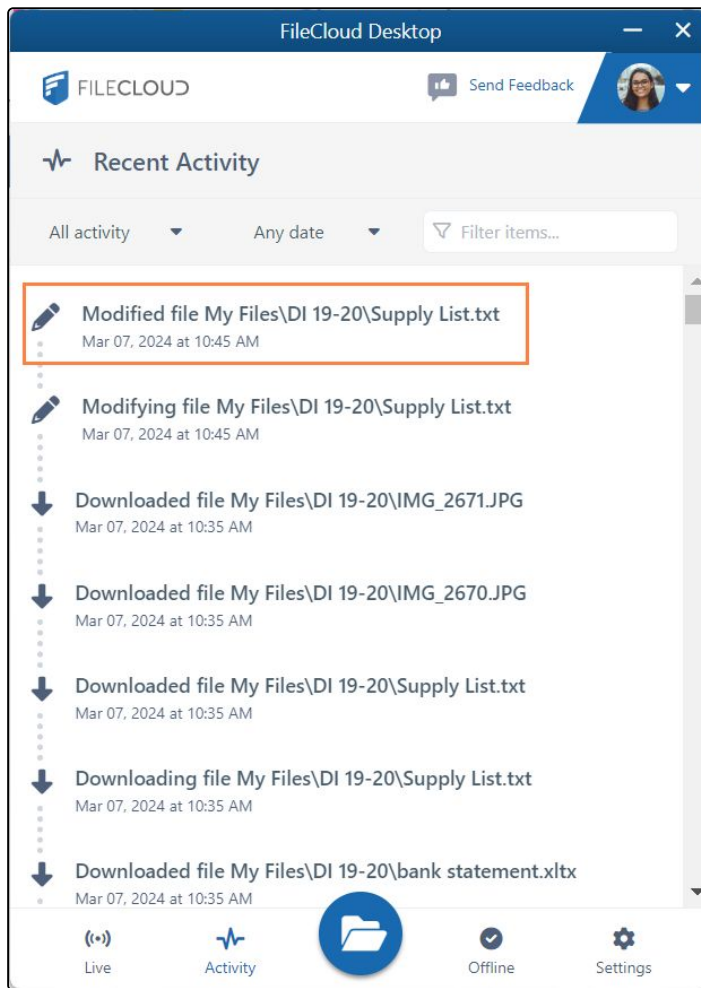 FileCloud Desktop
FILECLOUD
Send Feedback
Recent Activity
All activity
Any date
Filter items...
Modified file My Files\DI 19-20\Supply List.txt
Mar 07, 2024 at 10:45 AM
Modifying file My Files\DI 19-20\Supply List.txt
Mar 07, 2024 at 10:45 AM
Downloaded file My Files\DI 19-20\IMG_2671.JPG
Mar 07, 2024 at 10:35 AM
Downloaded file My Files\DI 19-20\IMG_2670.JPG
Mar 07, 2024 at 10:35 AM
Downloaded file My Files\DI 19-20\Supply List.txt
Mar 07, 2024 at 10:35 AM
Downloading file My Files\DI 19-20\Supply List.txt
Mar 07, 2024 at 10:35 AM
Downloaded file My Files\DI 19-20\bank statement.xltx
Mar 07, 2024 at 10:35 AM
Live
Activity
Offline
Settings